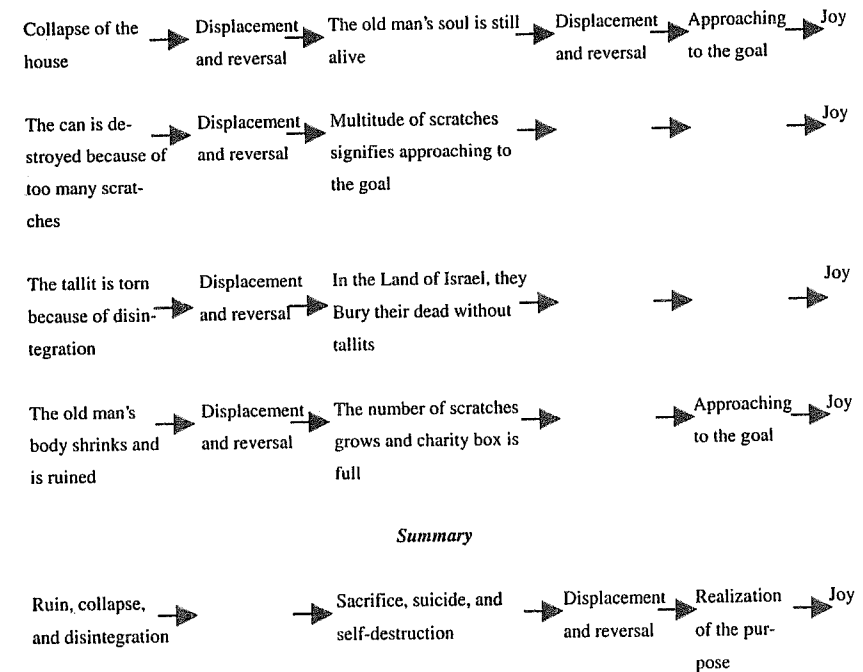 Collapse of the
house
Displacement
and reversal
The old man's soul is still
alive
Displacement
and reversal
Approaching
to the goal
Joy
The can is de-
stroyed because of
too many scrat-
ches
Displacement
and reversal
Multitude of scratches
signifies approaching to
the goal
Joy
The tallit is torn
because of disin-
tegration
Displacement
and reversal
In the Land of Israel, they
Bury their dead without
tallits
Joy
The old man's
body shrinks and
is ruined
Displacement
and reversal
The number of scratches
grows and charity box is
full
Approaching
to the goal
Joy
Summary
Ruin, collapse,
and disintegration
Sacrifice, suicide, and
self-destruction
Displacement
and reversal
Realization
of the pur-
pose
Joy